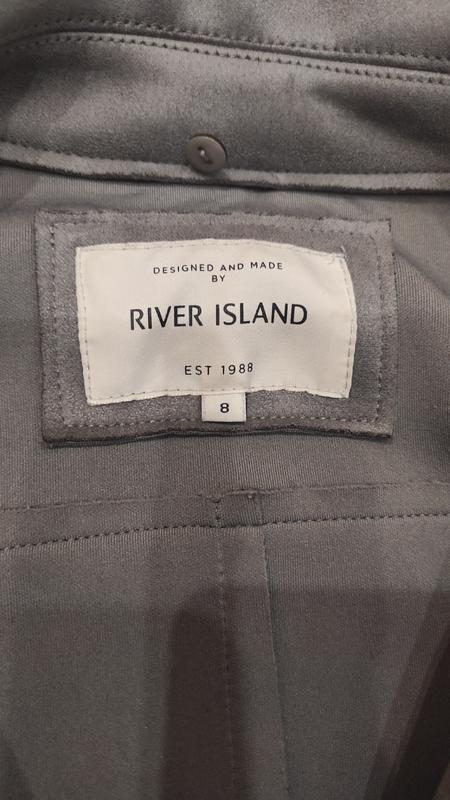 DESIGNED AND MADE
BY
RIVER ISLAND
EST 1988
8